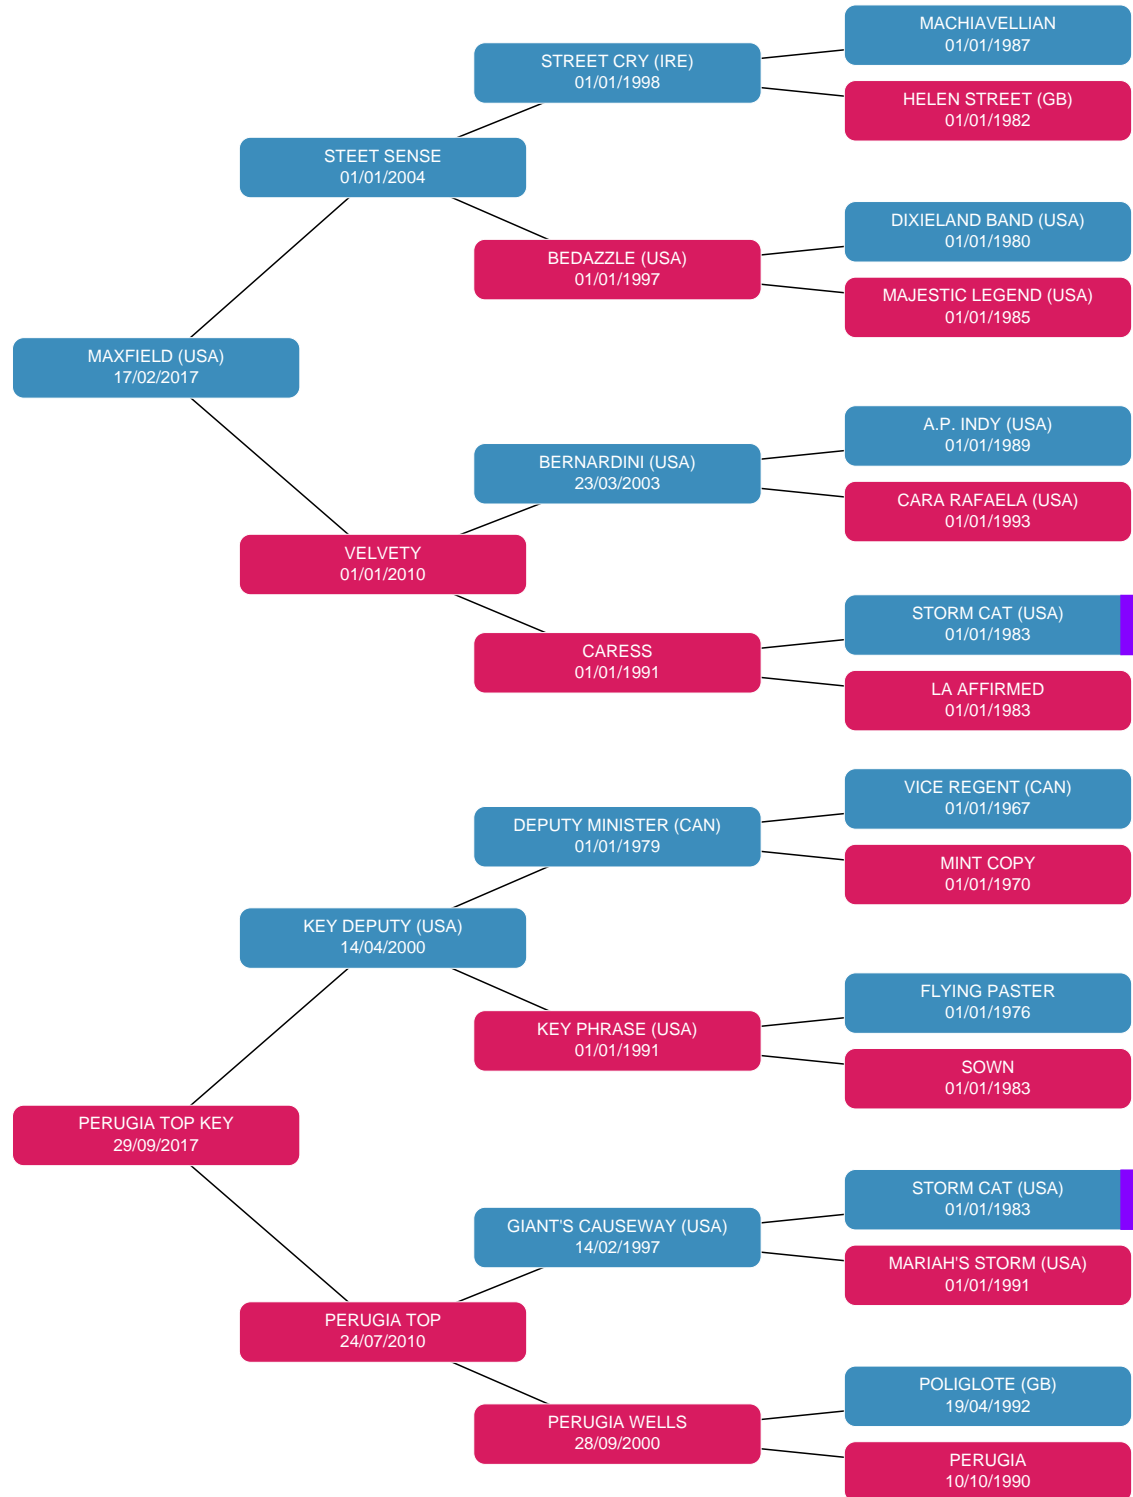 MACHIAVELLIAN
01/01/1987
STREET CRY (IRE)
01/01/1998
HELEN STREET (GB)
01/01/1982
STEET SENSE
01/01/2004
DIXIELAND BAND (USA)
01/01/1980
BEDAZZLE (USA)
01/01/1997
MAJESTIC LEGEND (USA)
01/01/1985
MAXFIELD (USA)
17/02/2017
A.P. INDY (USA)
01/01/1989
BERNARDINI (USA)
23/03/2003
CARA RAFAELA (USA)
01/01/1993
VELVETY
01/01/2010
STORM CAT (USA)
01/01/1983
CARESS
01/01/1991
LA AFFIRMED
01/01/1983
VICE REGENT (CAN)
01/01/1967
DEPUTY MINISTER (CAN)
01/01/1979
MINT COPY
01/01/1970
KEY DEPUTY (USA)
14/04/2000
FLYING PASTER
01/01/1976
KEY PHRASE (USA)
01/01/1991
SOWN
01/01/1983
PERUGIA TOP KEY
29/09/2017
STORM CAT (USA)
01/01/1983
GIANT'S CAUSEWAY (USA)
14/02/1997
MARIAH'S STORM (USA)
01/01/1991
PERUGIA TOP
24/07/2010
POLIGLOTE (GB)
19/04/1992
PERUGIA WELLS
28/09/2000
PERUGIA
10/10/1990